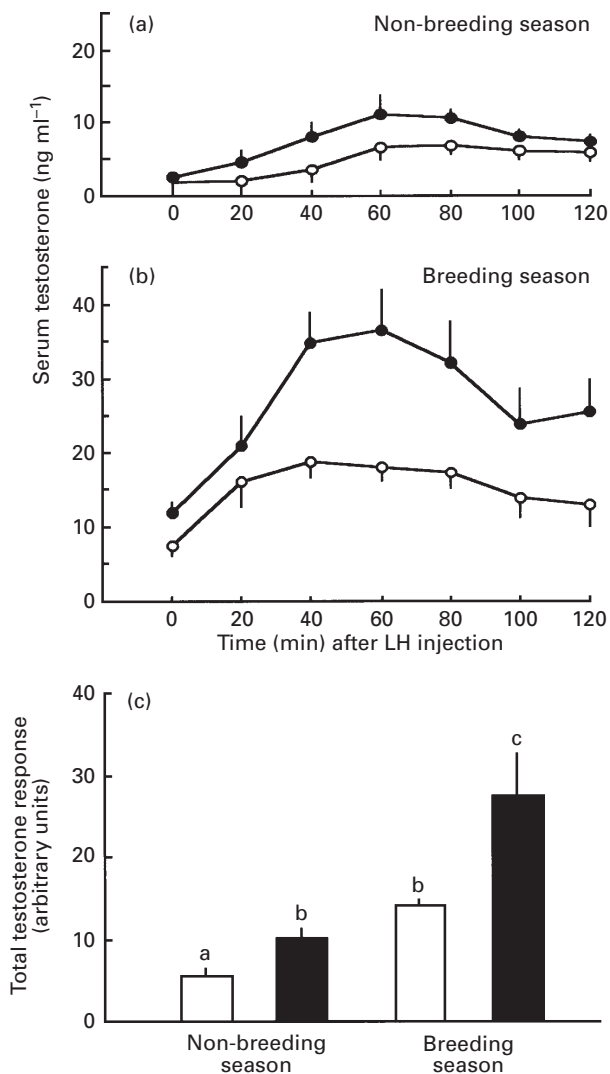 (a) Non-breeding season
20
10
0
0 20 40 60 80 100 120
Serum testosterone (ng ml⁻¹)
(b) Breeding season
40
30
20
10
0
0 20 40 60 80 100 120
Time (min) after LH injection
(c)
40
30
20
10
0
Total testosterone response
(arbitrary units)
a b b c
Non-breeding Breeding
season season